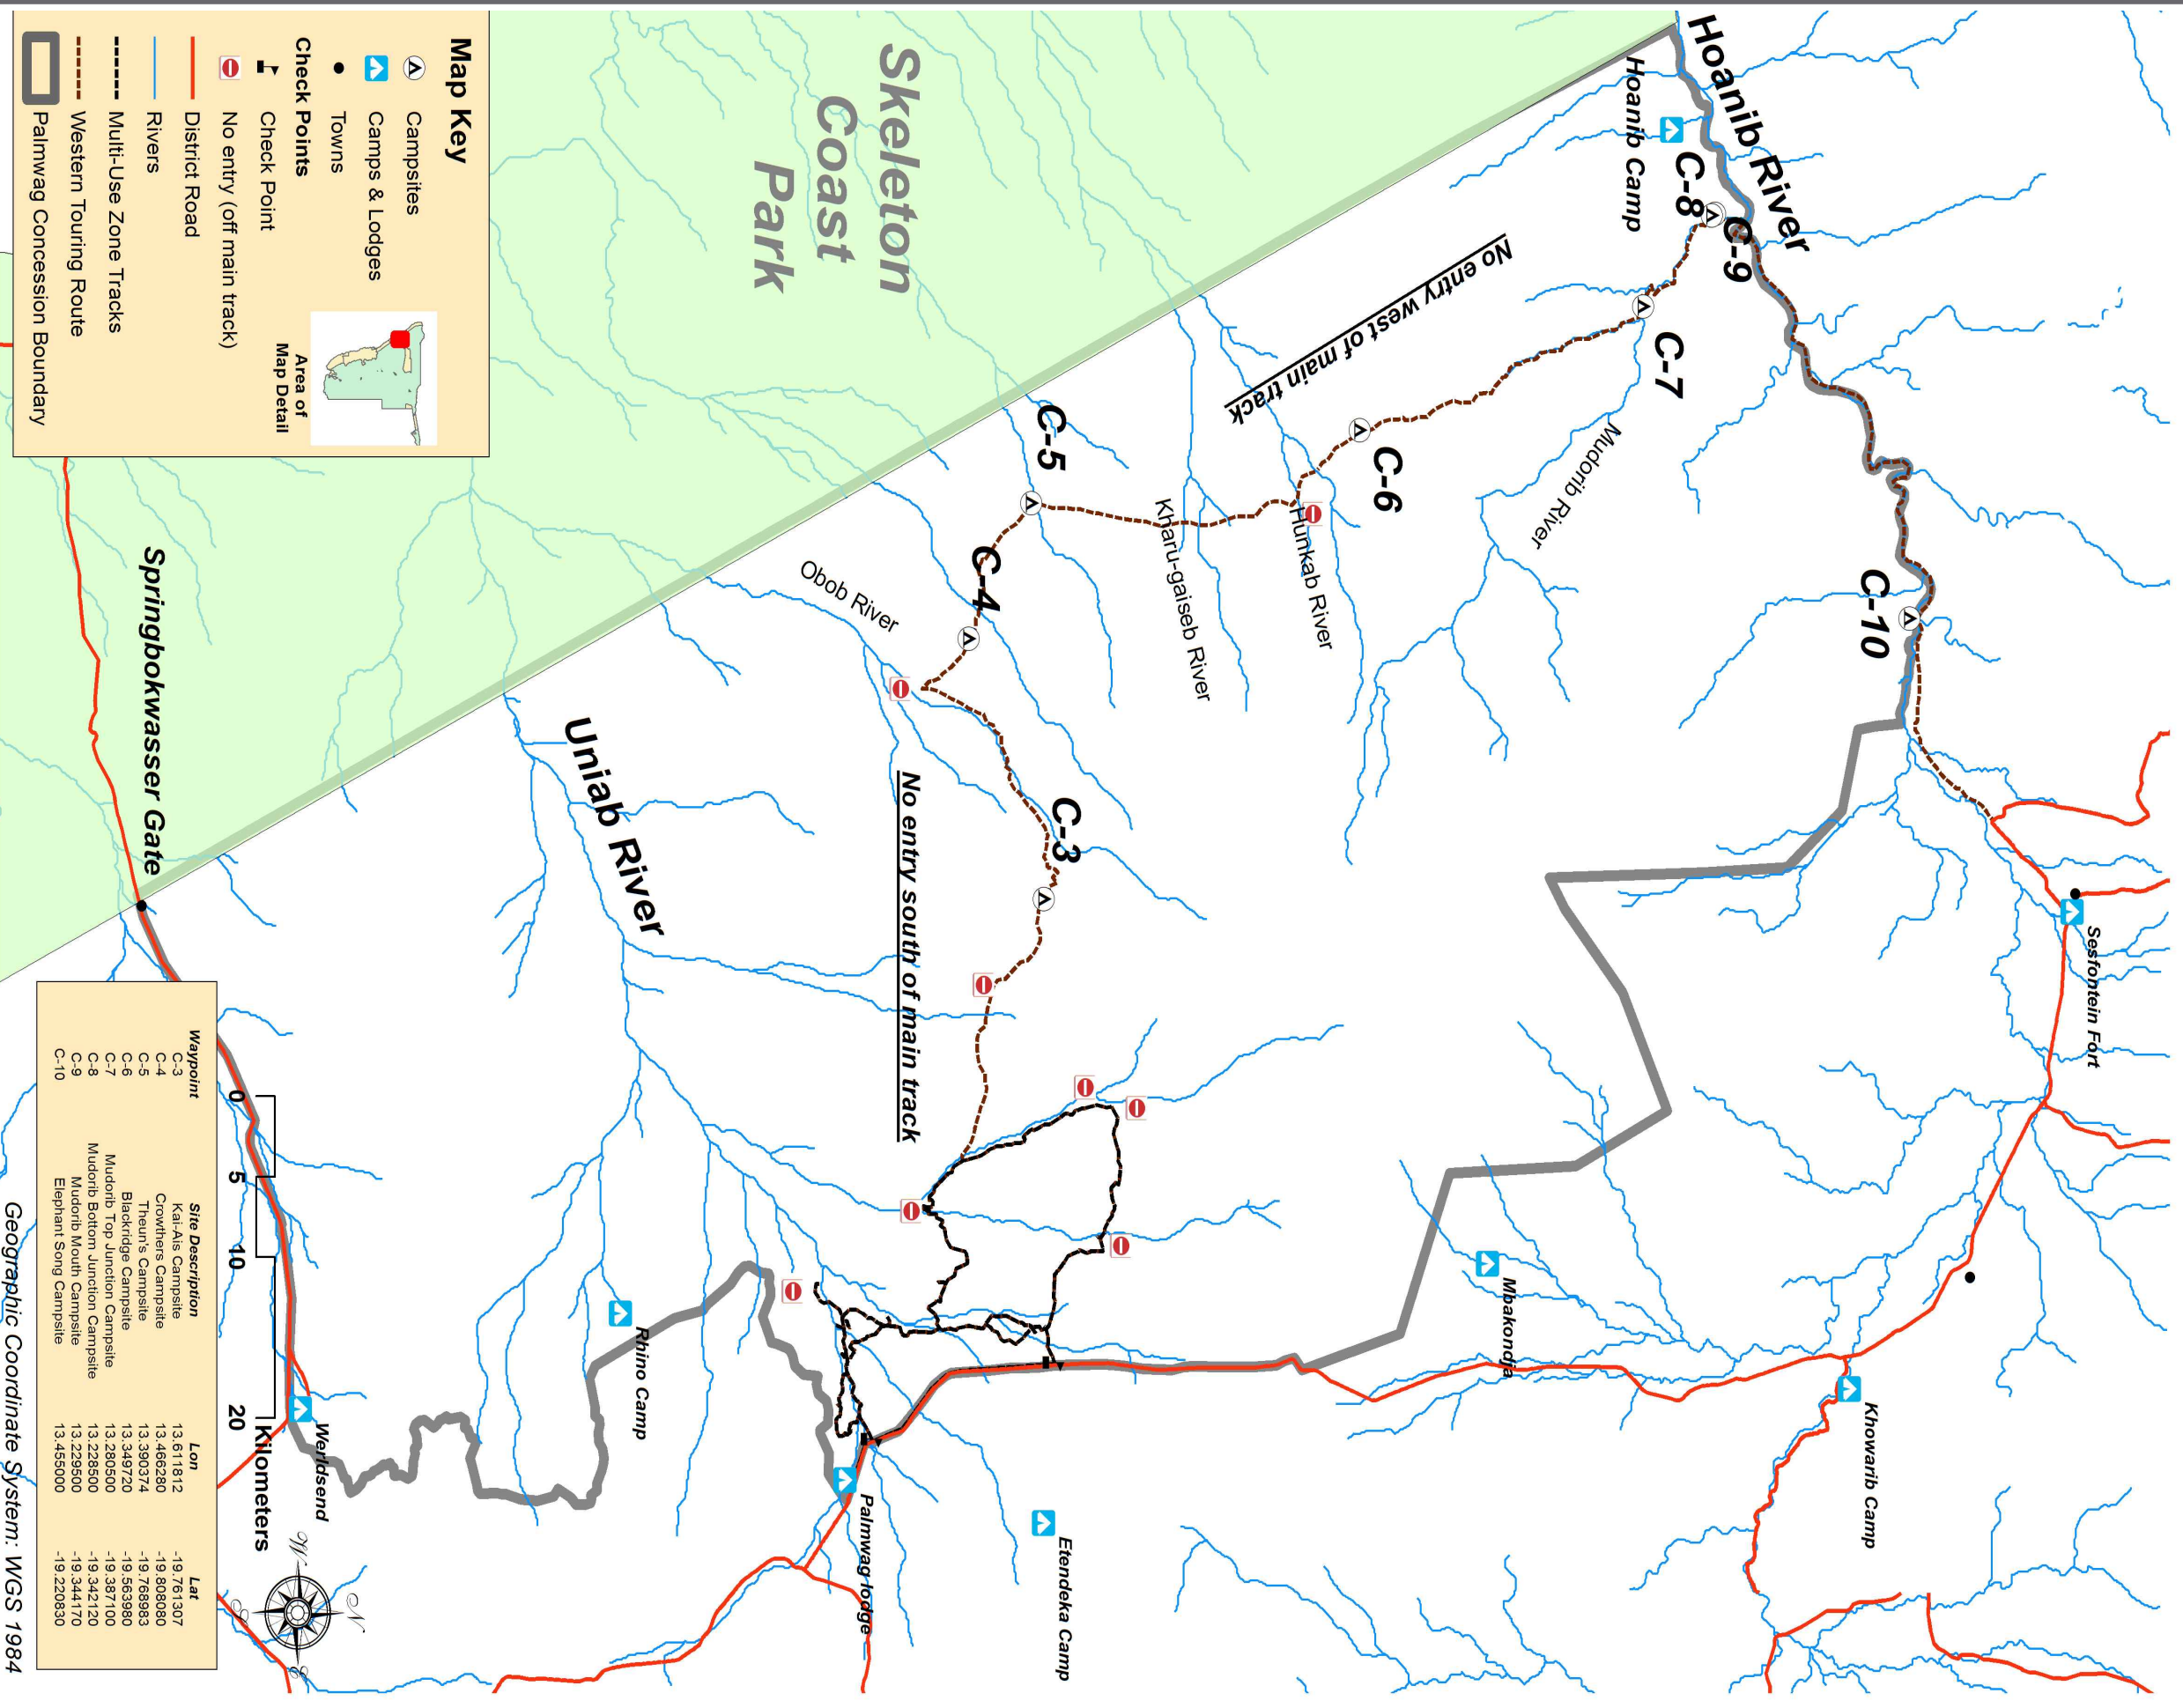 Map Key
Campsites
Camps & Lodges
Towns
Check Points
Check Point
No entry (off main track)
District Road
Rivers
Multi-Use Zone Tracks
Western Touring Route
Palmwag Concession Boundary
Area of
Map Detail
Skeleton
Coast
Park
Hoanib River
Hoanib Camp
C-8
C-9
C-7
No entry west of main track
C-6
Mudorib River
C-5
Kharu-gaiseb River
Hunkab River
C-10
C-4
Obob River
C-3
No entry south of main track
Uniab River
Springbokwasser Gate
Sesfontein Fort
Mbakondja
Khowarib Camp
Rhino Camp
Palmwag lodge
Etendeka Camp
Werldsend
0 5 10 20
Kilometers
N
W
S
E
Waypoint Site Description Lon Lat
C-3 Kai-Ais Campsite 13.611812 -19.761307
C-4 Crowthers Campsite 13.466280 -19.808080
C-5 Theun's Campsite 13.390374 -19.768983
C-6 Blackridge Campsite 13.349720 -19.563980
C-7 Mudorib Top Junction Campsite 13.280500 -19.387100
C-8 Mudorib Bottom Junction Campsite 13.228500 -19.342120
C-9 Mudorib Mouth Campsite 13.229500 -19.344170
C-10 Elephant Song Campsite 13.455000 -19.220830
Geographic Coordinate System: WGS 1984